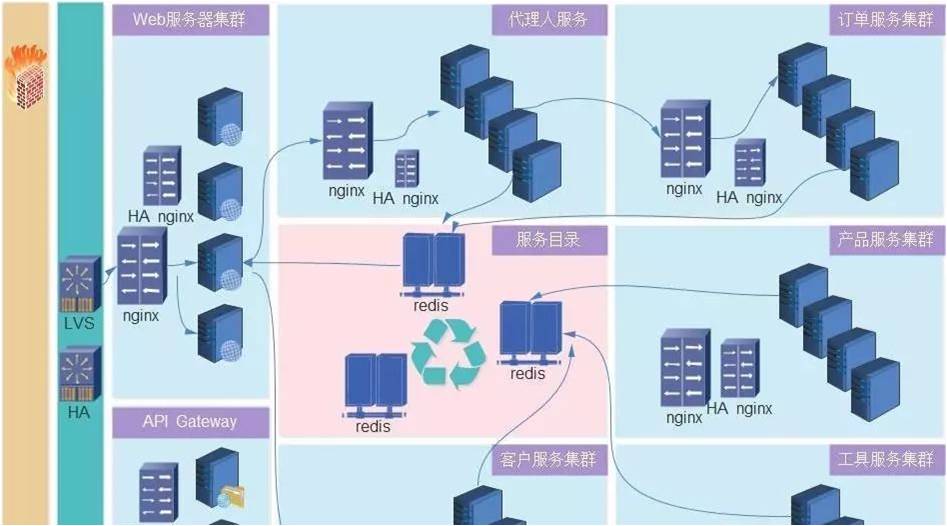 Web服务器集群
代理人服务
订单服务集群
nginx
HA nginx
nginx
HA nginx
HA nginx
nginx
LVS
HA
服务目录
redis
redis
redis
产品服务集群
nginx
HA nginx
API Gateway
客户服务集群
工具服务集群